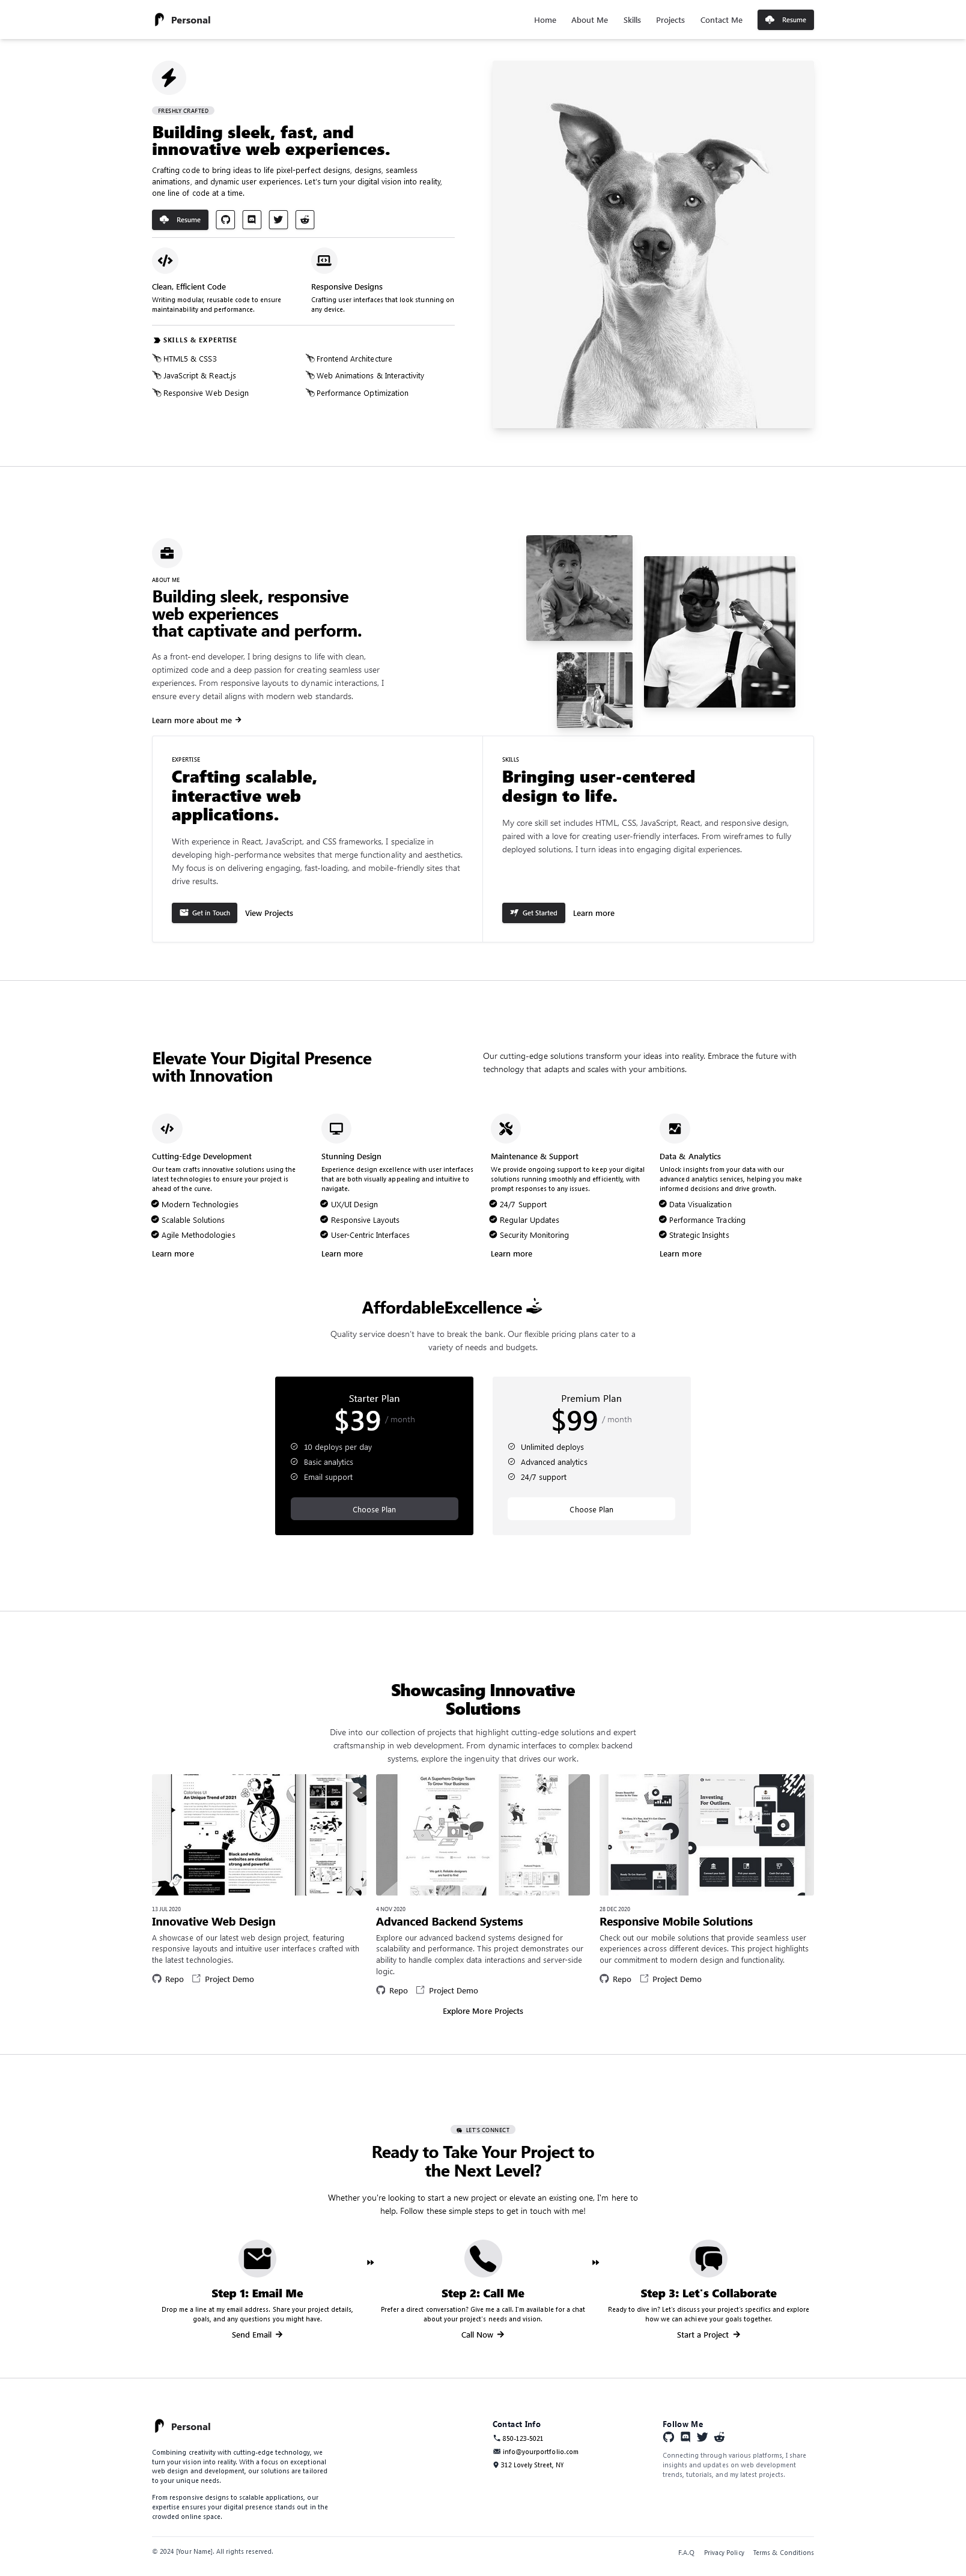 Personal
Home About Me Skills Projects Contact Me Resume
FRESHLY CRAFTED
Building sleek, fast, and
innovative web experiences.
Crafting code to bring ideas to life pixel-perfect designs, designs, seamless
animations, and dynamic user experiences. Let's turn your digital vision into reality,
one line of code at a time.
Resume
Clean, Efficient Code
Writing modular, reusable code to ensure
maintainability and performance.
Responsive Designs
Crafting user interfaces that look stunning on
any device.
SKILLS & EXPERTISE
HTML5 & CSS3
Frontend Architecture
JavaScript & React.js
Web Animations & Interactivity
Responsive Web Design
Performance Optimization
ABOUT ME
Building sleek, responsive
web experiences
that captivate and perform.
As a front-end developer, I bring designs to life with clean,
optimized code and a deep passion for creating seamless user
experiences. From responsive layouts to dynamic interactions, I
ensure every detail aligns with modern web standards.
Learn more about me
EXPERTISE
Crafting scalable,
interactive web
applications.
With experience in React, JavaScript, and CSS frameworks, I specialize in
developing high-performance websites that merge functionality and aesthetics.
My focus is on delivering engaging, fast-loading, and mobile-friendly sites that
drive results.
Get in Touch View Projects
SKILLS
Bringing user-centered
design to life.
My core skill set includes HTML, CSS, JavaScript, React, and responsive design,
paired with a love for creating user-friendly interfaces. From wireframes to fully
deployed solutions, I turn ideas into engaging digital experiences.
Get Started Learn more
Elevate Your Digital Presence
with Innovation
Our cutting-edge solutions transform your ideas into reality. Embrace the future with
technology that adapts and scales with your ambitions.
Cutting-Edge Development
Our team crafts innovative solutions using the
latest technologies to ensure your project is
ahead of the curve.
Modern Technologies
Scalable Solutions
Agile Methodologies
Learn more
Stunning Design
Experience design excellence with user interfaces
that are both visually appealing and intuitive to
navigate.
UX/UI Design
Responsive Layouts
User-Centric Interfaces
Learn more
Maintenance & Support
We provide ongoing support to keep your digital
solutions running smoothly and efficiently, with
prompt responses to any issues.
24/7 Support
Regular Updates
Security Monitoring
Learn more
Data & Analytics
Unlock insights from your data with our
advanced analytics services, helping you make
informed decisions and drive growth.
Data Visualization
Performance Tracking
Strategic Insights
Learn more
AffordableExcellence
Quality service doesn't have to break the bank. Our flexible pricing plans cater to a
variety of needs and budgets.
Starter Plan
$39 / month
10 deploys per day
Basic analytics
Email support
Choose Plan
Premium Plan
$99 / month
Unlimited deploys
Advanced analytics
24/7 support
Choose Plan
Showcasing Innovative
Solutions
Dive into our collection of projects that highlight cutting-edge solutions and expert
craftsmanship in web development. From dynamic interfaces to complex backend
systems, explore the ingenuity that drives our work.
Colorless UI
An Unique Trend of 2021
Black and white
websites are classical,
strong and powerful
13 JUL 2020
Innovative Web Design
A showcase of our latest web design project, featuring
responsive layouts and intuitive user interfaces crafted with
the latest technologies.
Repo Project Demo
Get A Superhero Design Team
To Grow Your Business
4 NOV 2020
Advanced Backend Systems
Explore our advanced backend systems designed for
scalability and performance. This project demonstrates our
ability to handle complex data interactions and server-side
logic.
Repo Project Demo
Investing
For Outliers.
28 DEC 2020
Responsive Mobile Solutions
Check out our mobile solutions that provide seamless user
experiences across different devices. This project highlights
our commitment to modern design and functionality.
Repo Project Demo
Explore More Projects
LET'S CONNECT
Ready to Take Your Project to
the Next Level?
Whether you're looking to start a new project or elevate an existing one, I'm here to
help. Follow these simple steps to get in touch with me!
Step 1: Email Me
Drop me a line at my email address. Share your project details,
goals, and any questions you might have.
Send Email
Step 2: Call Me
Prefer a direct conversation? Give me a call. I'm available for a chat
about your project's needs and vision.
Call Now
Step 3: Let's Collaborate
Ready to dive in? Let's discuss your project's specifics and explore
how we can achieve your goals together.
Start a Project
Personal
Combining creativity with cutting-edge technology, we
turn your vision into reality. With a focus on exceptional
web design and development, our solutions are tailored
to your unique needs.
From responsive designs to scalable applications, our
expertise ensures your digital presence stands out in the
crowded online space.
Contact Info
850-123-5021
info@yourportfolio.com
312 Lovely Street, NY
Follow Me
Connecting through various platforms, I share
insights and updates on web development
trends, tutorials, and my latest projects.
© 2024 [Your Name]. All rights reserved.
F.A.Q Privacy Policy Terms & Conditions